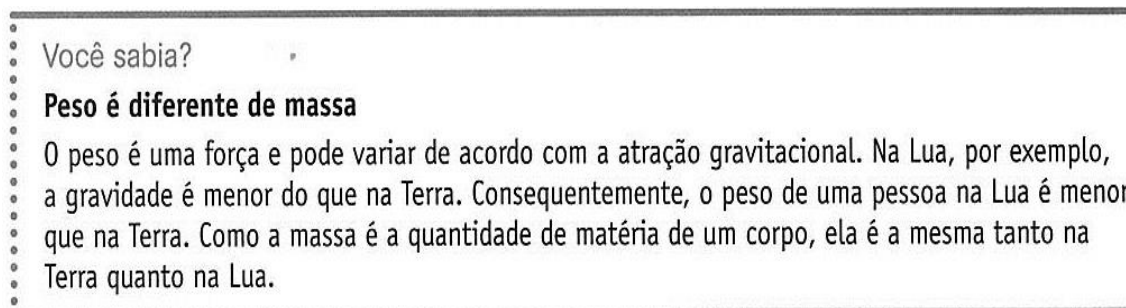 Você sabia?
Peso é diferente de massa
O peso é uma força e pode variar de acordo com a atração gravitacional. Na Lua, por exemplo,
a gravidade é menor do que na Terra. Consequentemente, o peso de uma pessoa na Lua é menor
que na Terra. Como a massa é a quantidade de matéria de um corpo, ela é a mesma tanto na
Terra quanto na Lua.